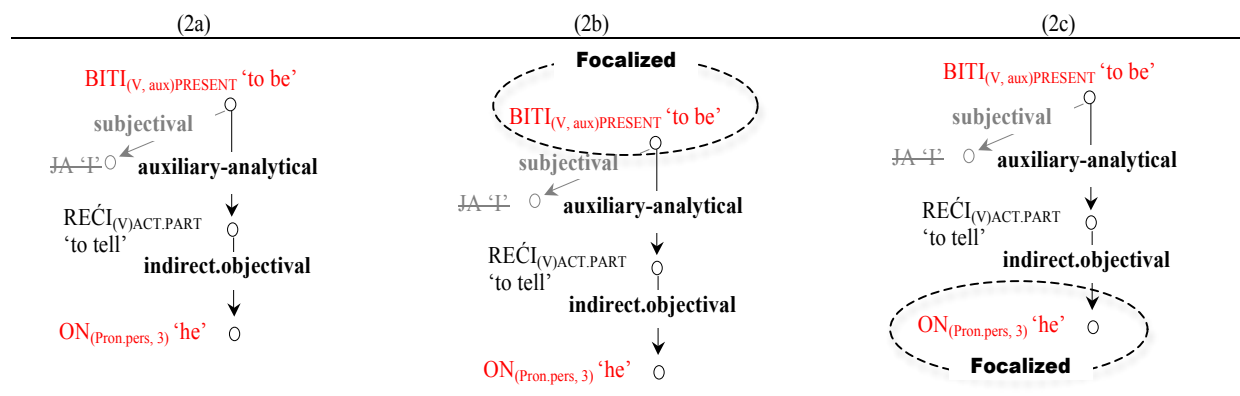 (2a) (2b) (2c)
Focalized
BITI(V, aux)PRESENT ‘to be’
subjectival
JA ‘I’
auxiliary-analytical
REĆI(V)ACT.PART
‘to tell’
indirect.objectival
ON(Pron.pers, 3) ‘he’
BITI(V, aux)PRESENT ‘to be’
subjectival
JA ‘I’
auxiliary-analytical
REĆI(V)ACT.PART
‘to tell’
indirect.objectival
ON(Pron.pers, 3) ‘he’
BITI(V, aux)PRESENT ‘to be’
subjectival
JA ‘I’
auxiliary-analytical
REĆI(V)ACT.PART
‘to tell’
indirect.objectival
ON(Pron.pers, 3) ‘he’
Focalized